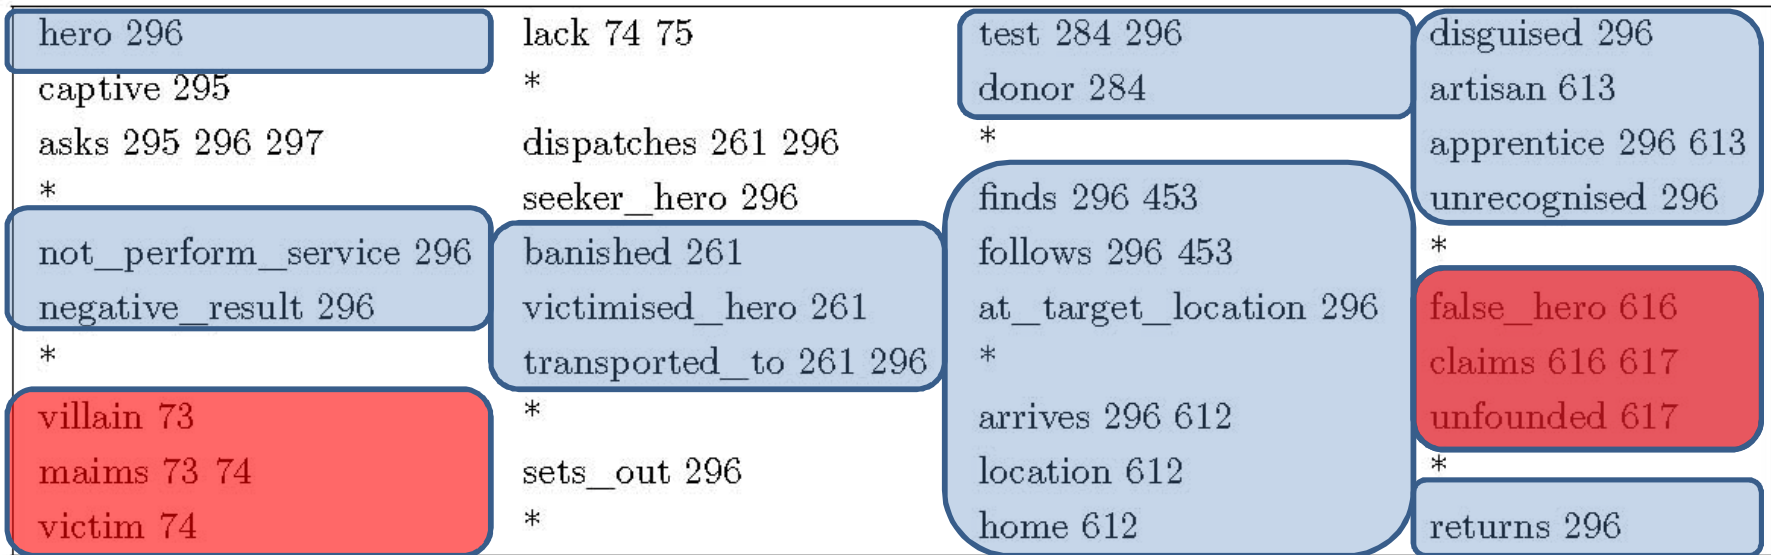 hero 296
captive 295
asks 295 296 297
*
not_perform_service 296
negative_result 296
*
villain 73
maims 73 74
victim 74
lack 74 75
*
dispatches 261 296
seeker_hero 296
banished 261
victimised_hero 261
transported_to 261 296
*
sets_out 296
*
test 284 296
donor 284
*
finds 296 453
follows 296 453
at_target_location 296
*
arrives 296 612
location 612
home 612
disguised 296
artisan 613
apprentice 296 613
unrecognised 296
*
false_hero 616
claims 616 617
unfounded 617
*
returns 296